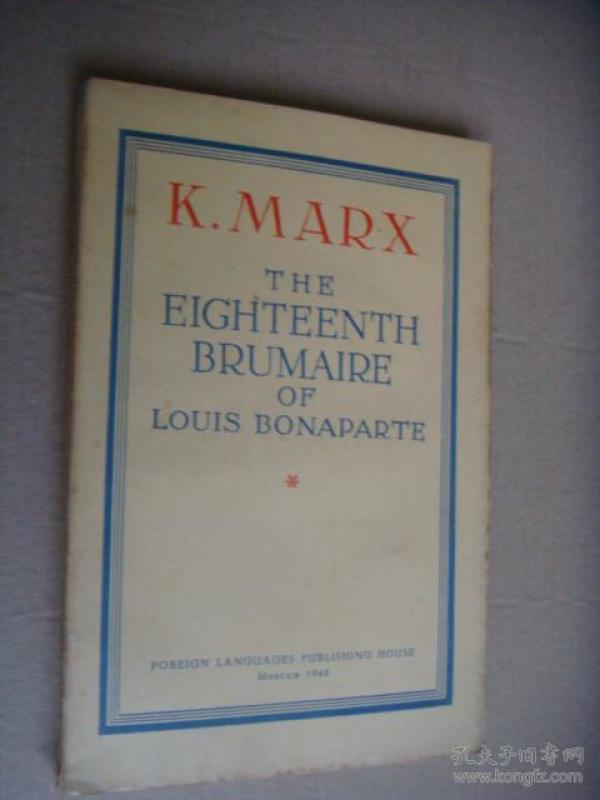 K. MARX
THE
EIGHTEENTH
BRUMAIRE
OF
LOUIS BONAPARTE
*
FOREIGN LANGUAGES PUBLISHING HOUSE
Moscow 1948
孔夫子旧书网
www.kongfz.com